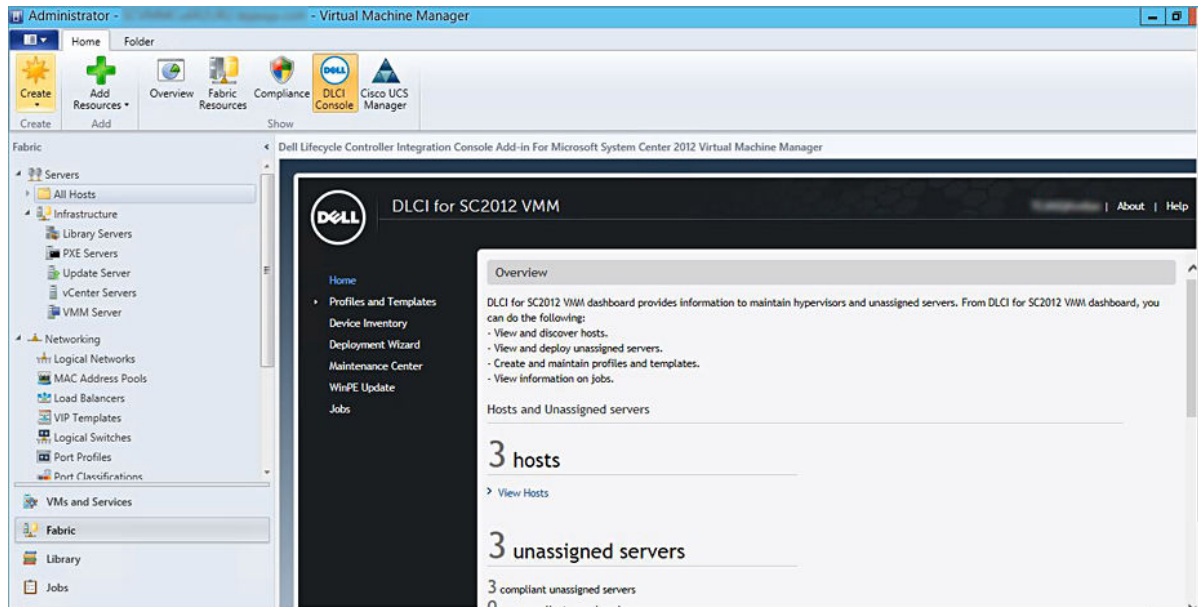 Administrator - - Virtual Machine Manager
Home Folder
Create
Add Resources
Overview
Fabric Resources
Compliance
DELL
DLCI Console
Cisco UCS Manager
Create Add Show
Fabric
Servers
All Hosts
Infrastructure
Library Servers
PXE Servers
Update Server
vCenter Servers
VMM Server
Networking
Logical Networks
MAC Address Pools
Load Balancers
VIP Templates
Logical Switches
Port Profiles
Port Classifications
VMs and Services
Fabric
Library
Jobs
Dell Lifecycle Controller Integration Console Add-in For Microsoft System Center 2012 Virtual Machine Manager
DELL
DLCI for SC2012 VMM
| About | Help
Home
Profiles and Templates
Device Inventory
Deployment Wizard
Maintenance Center
WinPE Update
Jobs
Overview
DLCI for SC2012 VMM dashboard provides information to maintain hypervisors and unassigned servers. From DLCI for SC2012 VMM dashboard, you
can do the following:
- View and discover hosts.
- View and deploy unassigned servers.
- Create and maintain profiles and templates.
- View information on jobs.
Hosts and Unassigned servers
3 hosts
View Hosts
3 unassigned servers
3 compliant unassigned servers